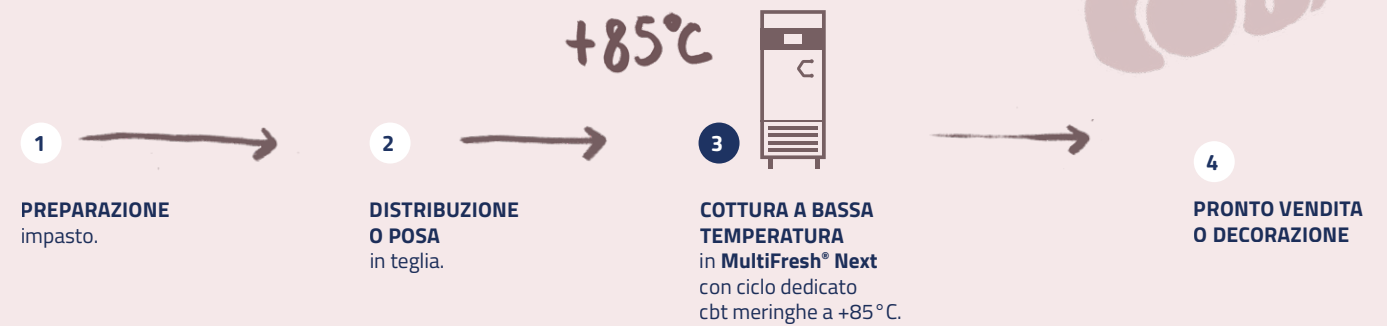 +85°C
1
PREPARAZIONE
impasto.
2
DISTRIBUZIONE
O POSA
in teglia.
3
COTTURA A BASSA
TEMPERATURA
in MultiFresh® Next
con ciclo dedicato
cbt meringhe a +85°C.
4
PRONTO VENDITA
O DECORAZIONE